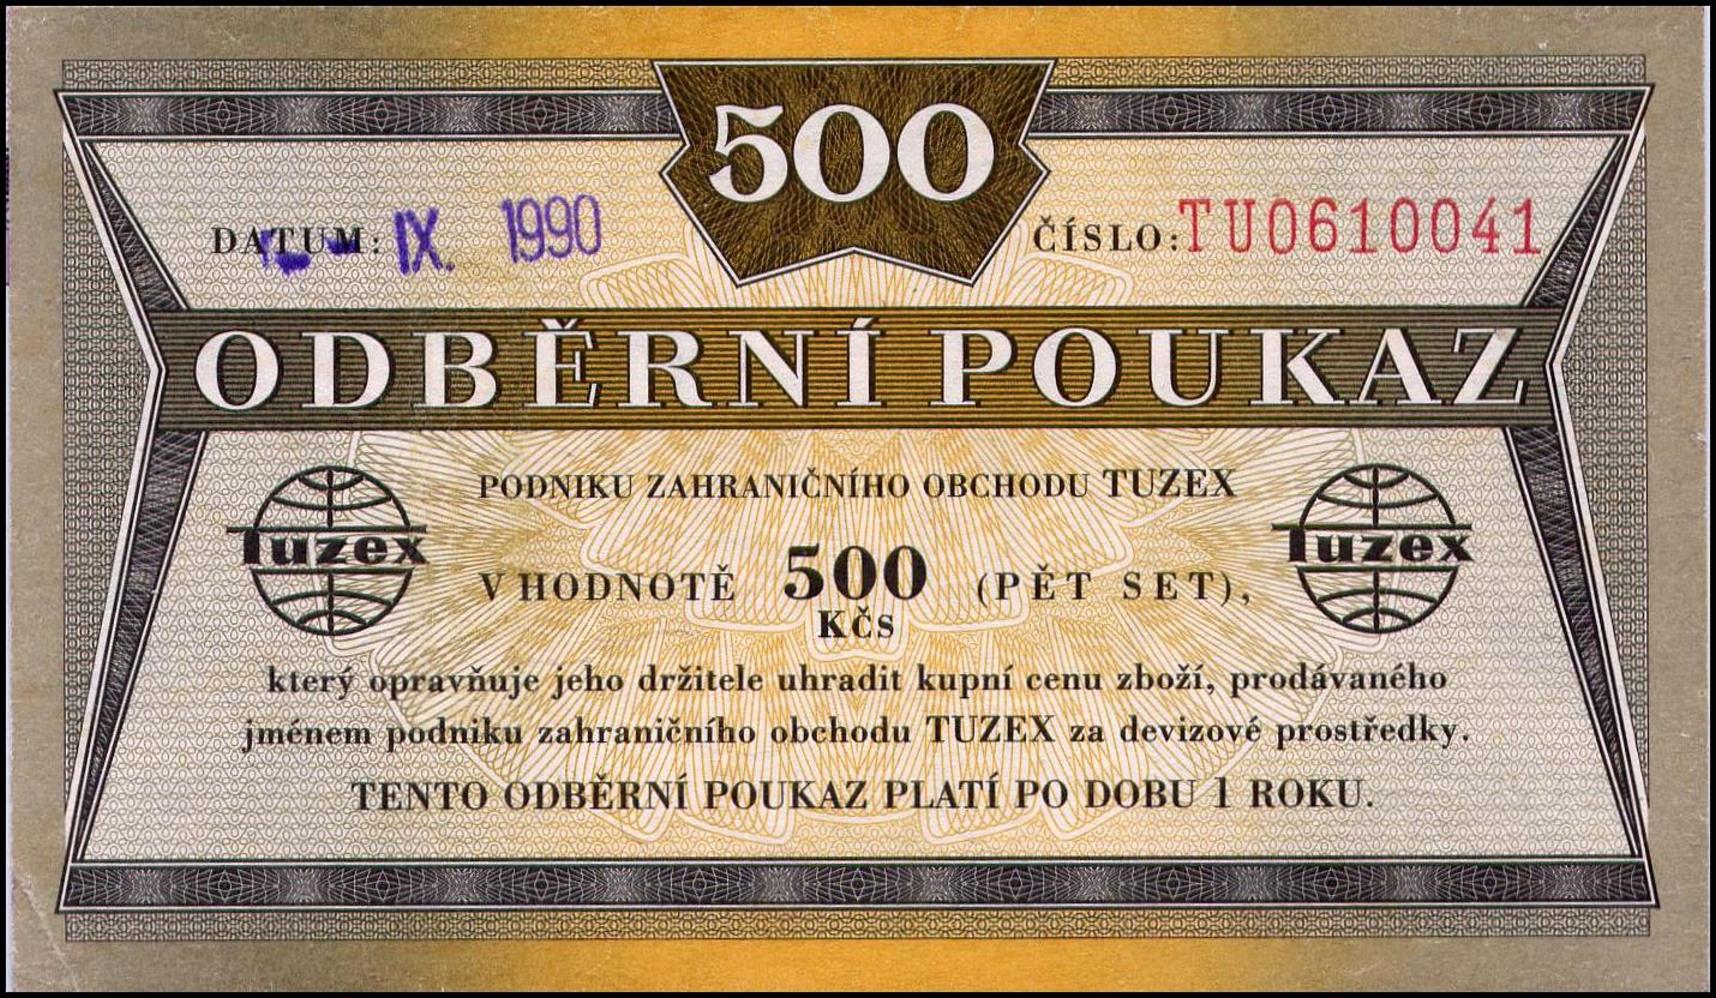 500
DATUM: IX. 1990
ČÍSLO: TU0610041
ODBĚRNÍ POUKAZ
PODNIKU ZAHRANIČNÍHO OBCHODU TUZEX
Tuzex
V HODNOTĚ 500 (PĚT SET),
Kčs
Tuzex
který opravňuje jeho držitele uhradit kupní cenu zboží, prodávaného
jménem podniku zahraničního obchodu TUZEX za devizové prostředky.
TENTO ODBĚRNÍ POUKAZ PLATÍ PO DOBU 1 ROKU.